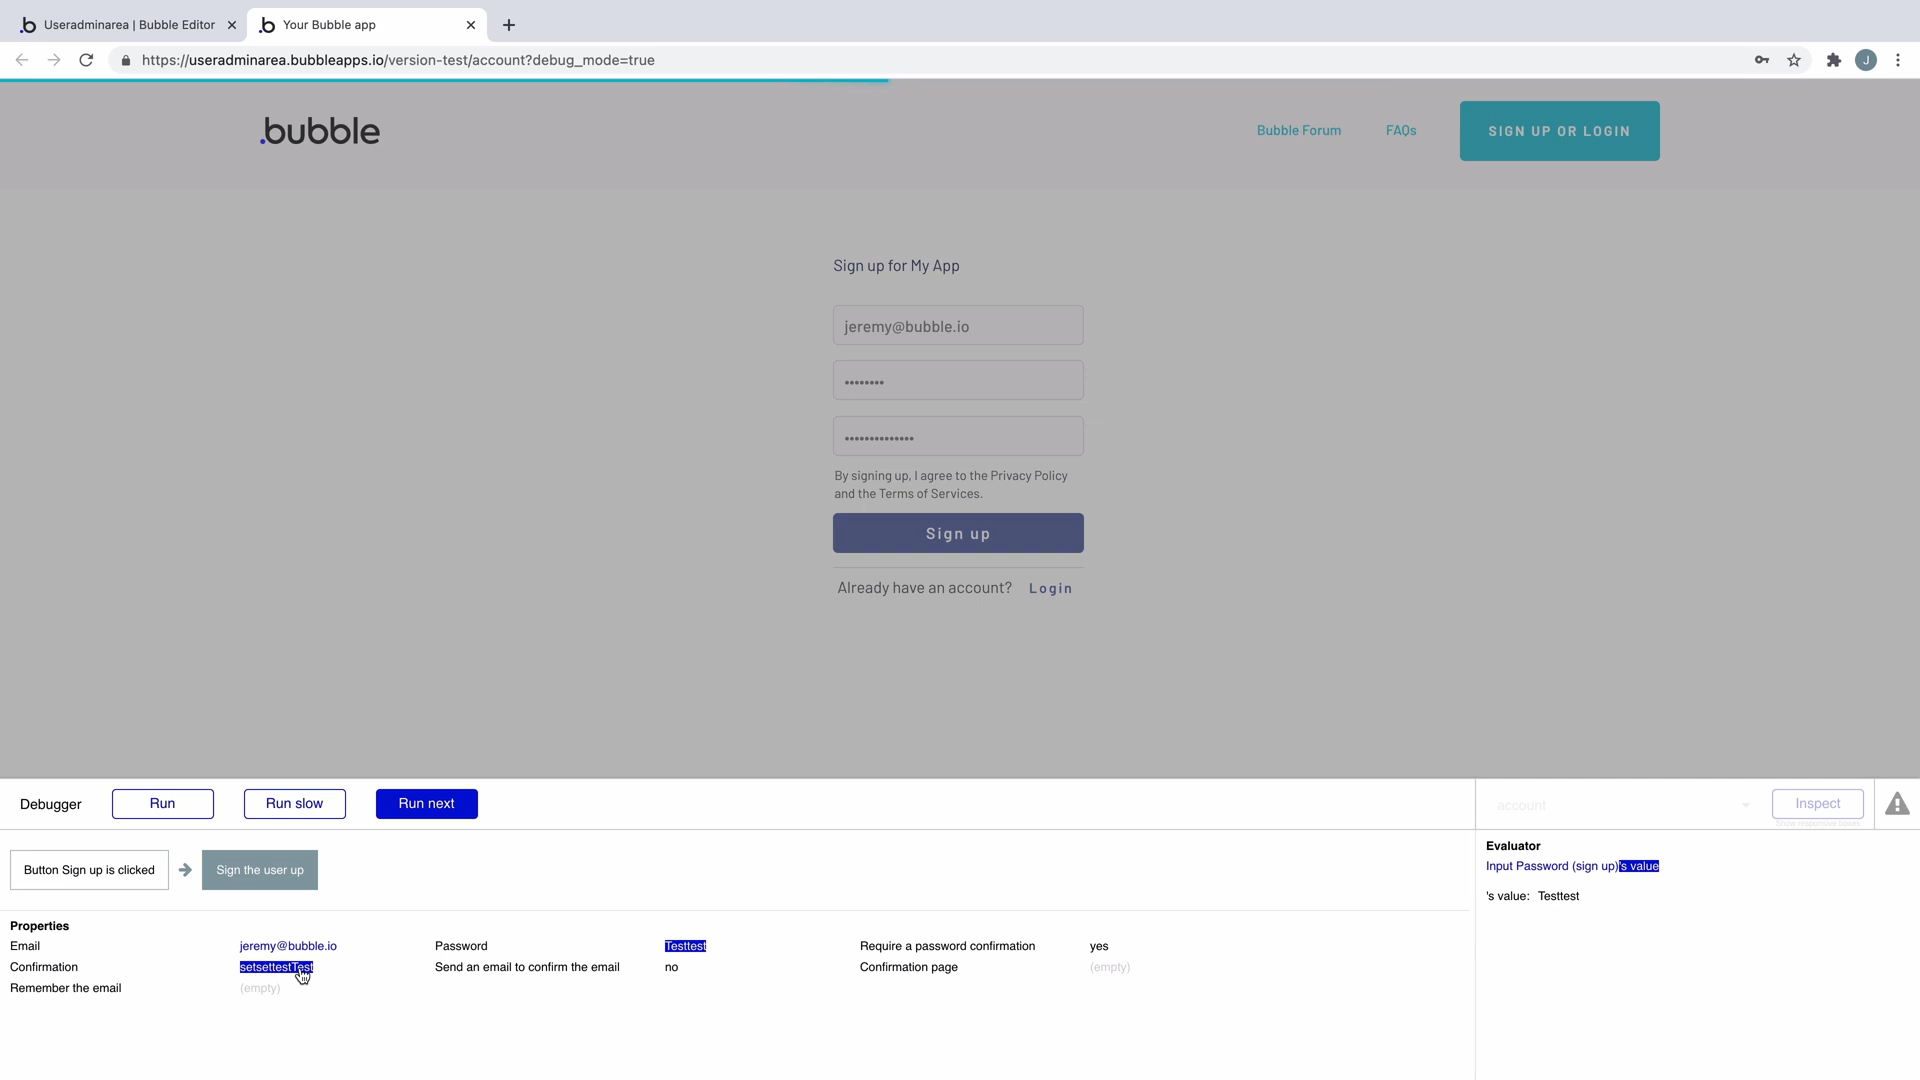 Useradminarea | Bubble Editor
Your Bubble app
https://useradminarea.bubbleapps.io/version-test/account?debug_mode=true
J
.bubble
Bubble Forum
FAQs
SIGN UP OR LOGIN
Sign up for My App
jeremy@bubble.io
••••••••
••••••••••••••
By signing up, I agree to the Privacy Policy
and the Terms of Services.
Sign up
Already have an account? Login
Debugger
Run
Run slow
Run next
account
Inspect
Show responsive boxes
Button Sign up is clicked
Sign the user up
Evaluator
Input Password (sign up)'s value
's value: Testtest
Properties
Email jeremy@bubble.io Password Testtest Require a password confirmation yes
Confirmation setsettestTest Send an email to confirm the email no Confirmation page (empty)
Remember the email (empty)